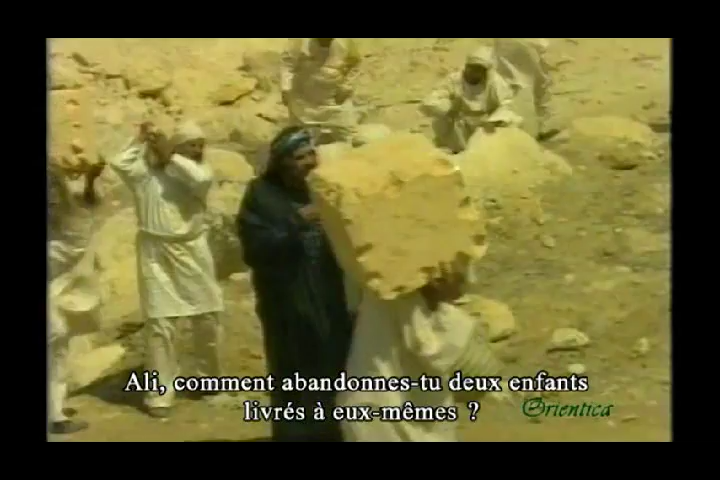 Ali, comment abandonnes-tu deux enfants
livrés à eux-mêmes ?
Orientica